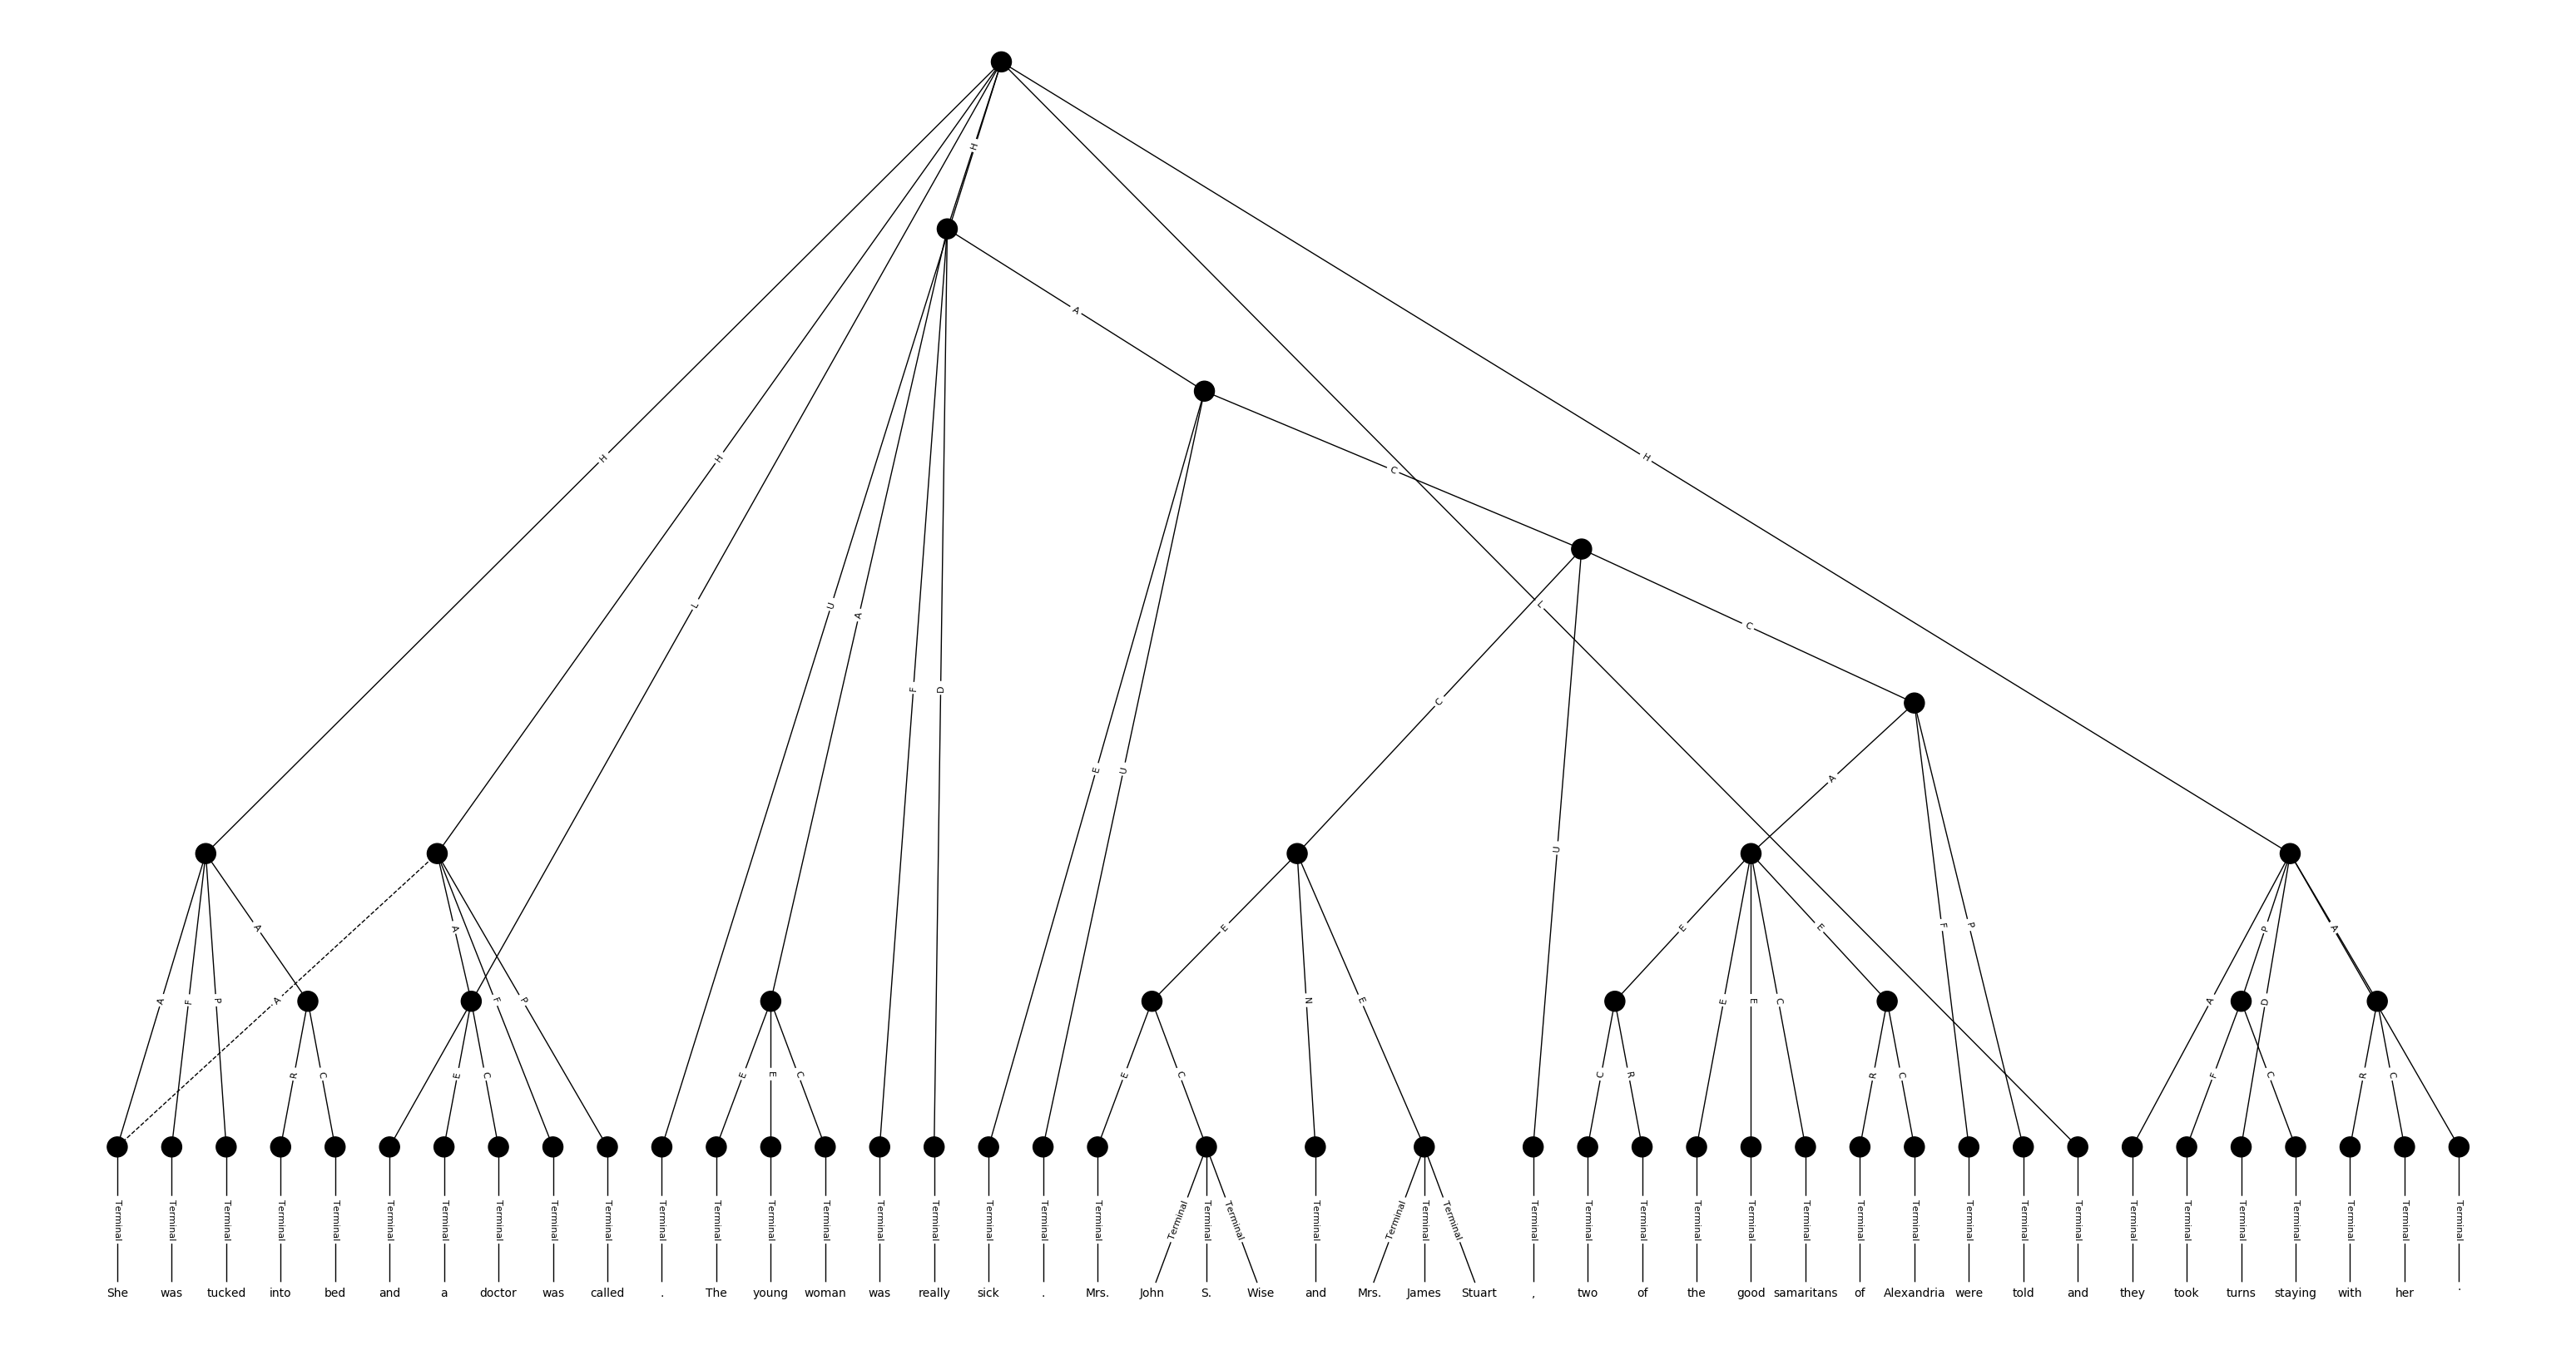 H
A
H H C H
L U A L C
F D C
E U A
U
A E E E F P P A
A F P A F P N E E E C A D
R C E C E E C E C C R R C F C R C
Terminal Terminal Terminal Terminal Terminal Terminal Terminal Terminal Terminal Terminal Terminal Terminal Terminal Terminal Terminal Terminal Terminal Terminal Terminal Terminal Terminal Terminal Terminal Terminal Terminal Terminal Terminal Terminal Terminal Terminal Terminal Terminal Terminal Terminal Terminal Terminal Terminal Terminal Terminal Terminal Terminal Terminal Terminal Terminal
She was tucked into bed and a doctor was called . The young woman was really sick . Mrs. John S. Wise and Mrs. James Stuart , two of the good samaritans of Alexandria were told and they took turns staying with her .